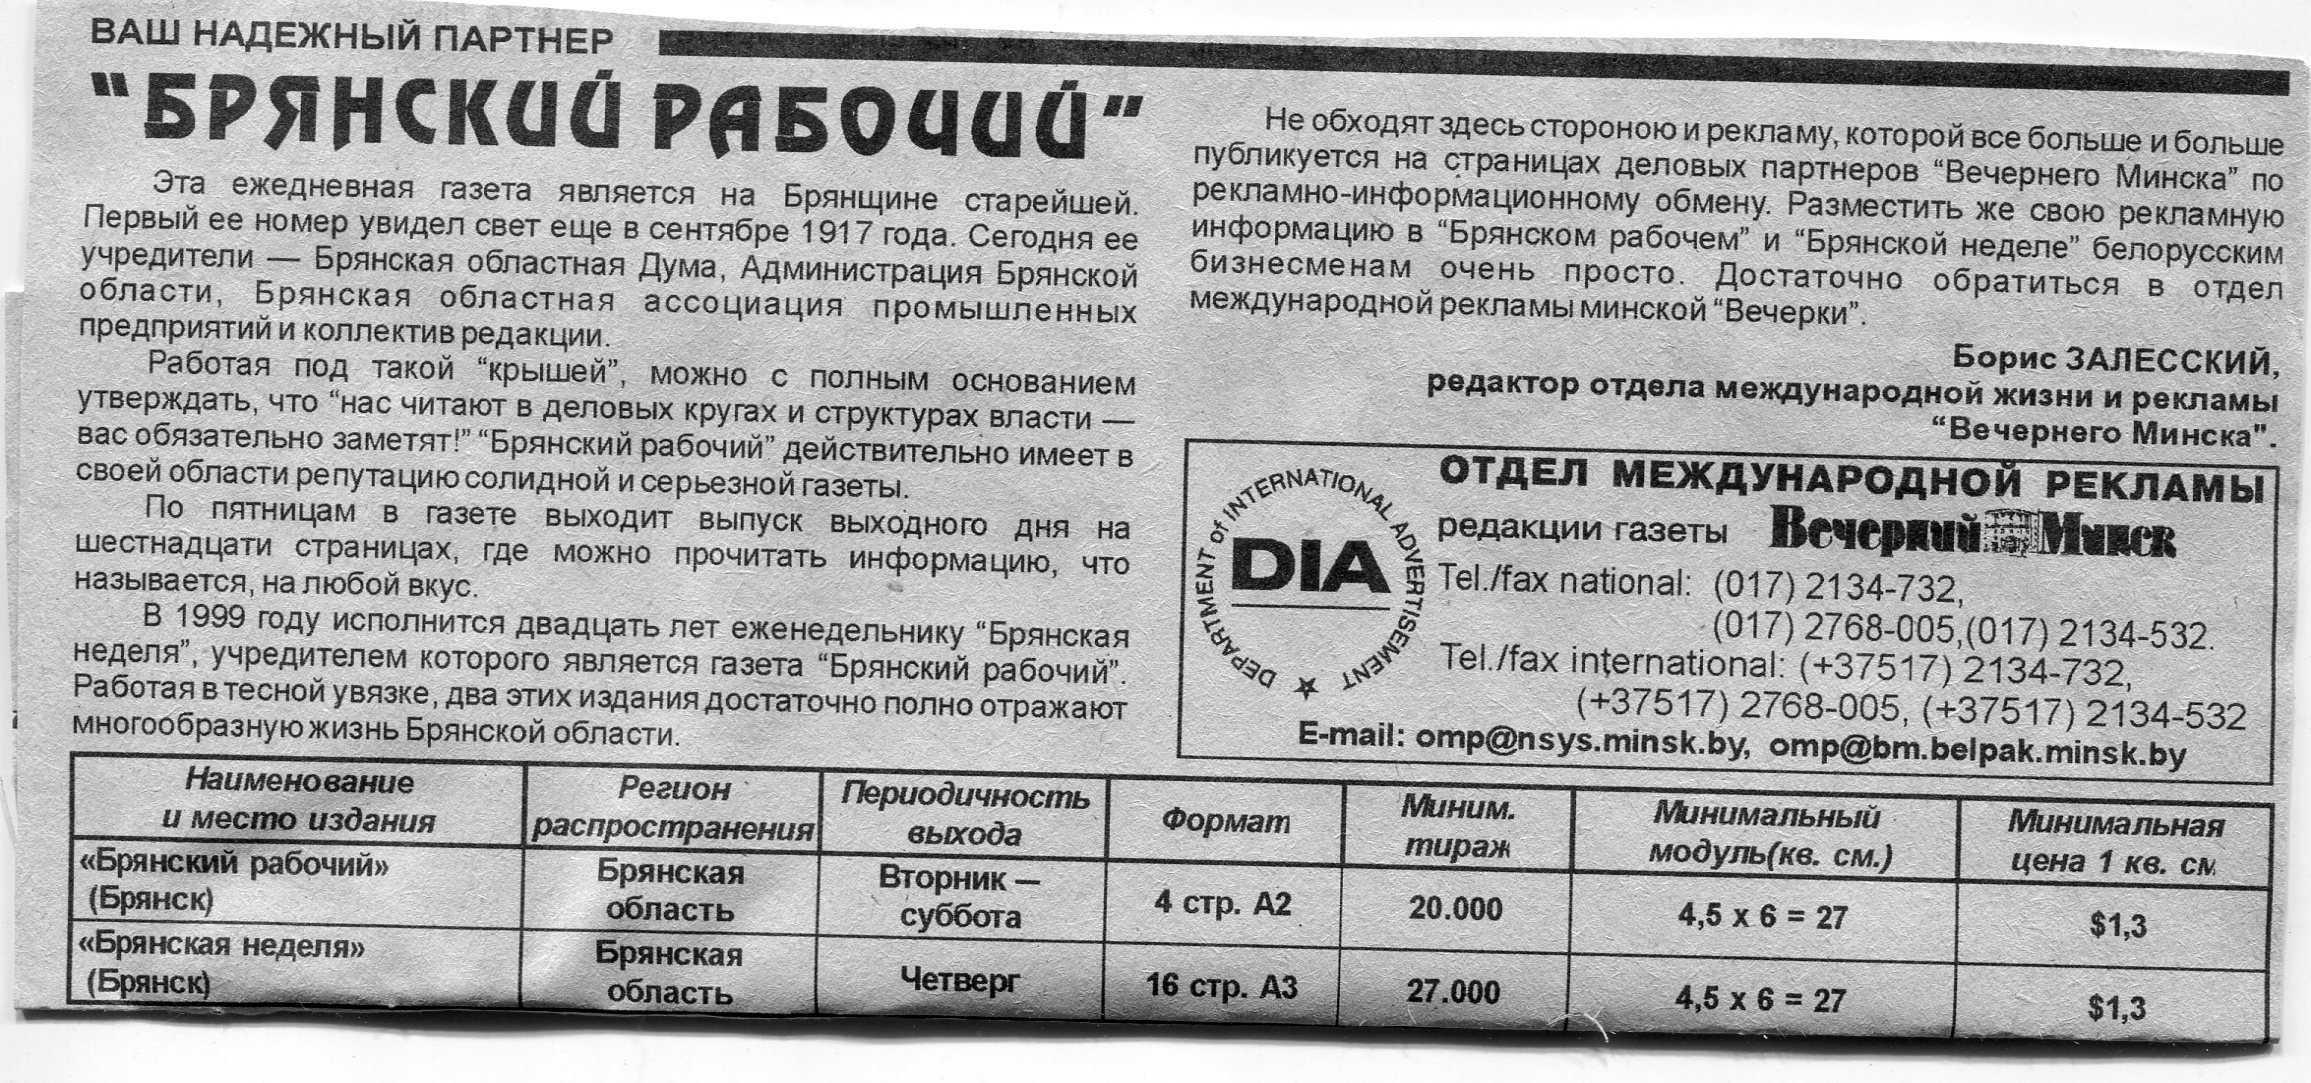 ВАШ НАДЕЖНЫЙ ПАРТНЕР
“БРЯНСКИЙ РАБОЧИЙ”
Эта ежедневная газета является на Брянщине старейшей.
Первый ее номер увидел свет еще в сентябре 1917 года. Сегодня ее
учредители — Брянская областная Дума, Администрация Брянской
области, Брянская областная ассоциация промышленных
предприятий и коллектив редакции.
Работая под такой “крышей”, можно с полным основанием
утверждать, что “нас читают в деловых кругах и структурах власти —
вас обязательно заметят!” “Брянский рабочий” действительно имеет в
своей области репутацию солидной и серьезной газеты.
По пятницам в газете выходит выпуск выходного дня на
шестнадцати страницах, где можно прочитать информацию, что
называется, на любой вкус.
В 1999 году исполнится двадцать лет еженедельнику “Брянская
неделя”, учредителем которого является газета “Брянский рабочий”.
Работая в тесной увязке, два этих издания достаточно полно отражают
многообразную жизнь Брянской области.
Не обходят здесь стороною и рекламу, которой все больше и больше
публикуется на страницах деловых партнеров “Вечернего Минска” по
рекламно-информационному обмену. Разместить же свою рекламную
информацию в “Брянском рабочем” и “Брянской неделе” белорусским
бизнесменам очень просто. Достаточно обратиться в отдел
международной рекламы минской “Вечерки”.
Борис ЗАЛЕССКИЙ,
редактор отдела международной жизни и рекламы
“Вечернего Минска”.
DEPARTMENT of INTERNATIONAL ADVERTISEMENT
DIA
ОТДЕЛ МЕЖДУНАРОДНОЙ РЕКЛАМЫ
редакции газеты Вечерний Минск
Tel./fax national: (017) 2134-732,
(017) 2768-005,(017) 2134-532.
Tel./fax international: (+37517) 2134-732,
(+37517) 2768-005, (+37517) 2134-532
E-mail: omp@nsys.minsk.by, omp@bm.belpak.minsk.by
Наименование и место издания Регион распространения Периодичность выхода Формат Миним. тираж Минимальный модуль(кв. см.) Минимальная цена 1 кв. см
«Брянский рабочий» (Брянск) Брянская область Вторник — суббота 4 стр. А2 20.000 4,5 х 6 = 27 $1,3
«Брянская неделя» (Брянск) Брянская область Четверг 16 стр. А3 27.000 4,5 х 6 = 27 $1,3